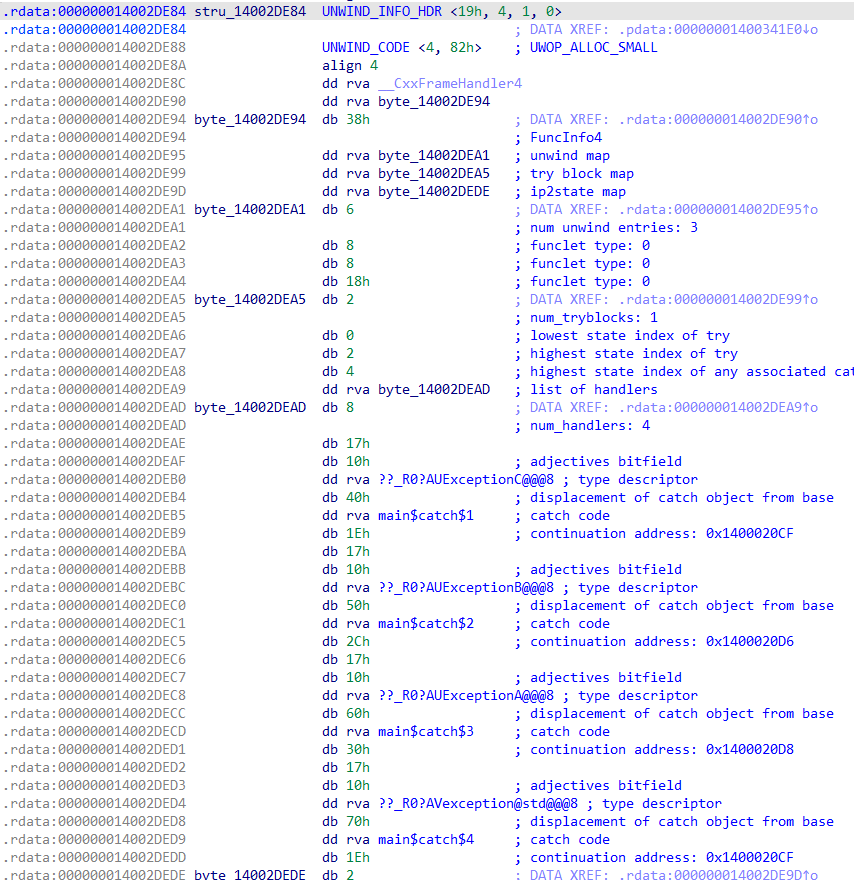 .rdata:000000014002DE84 stru_14002DE84 UNWIND_INFO_HDR <19h, 4, 1, 0>
.rdata:000000014002DE84 ; DATA XREF: .pdata:00000001400341E0↓o
.rdata:000000014002DE88 UNWIND_CODE <4, 82h> ; UWOP_ALLOC_SMALL
.rdata:000000014002DE8A align 4
.rdata:000000014002DE8C dd rva __CxxFrameHandler4
.rdata:000000014002DE90 dd rva byte_14002DE94
.rdata:000000014002DE94 byte_14002DE94 db 38h ; DATA XREF: .rdata:000000014002DE90↑o
.rdata:000000014002DE94 ; FuncInfo4
.rdata:000000014002DE95 dd rva byte_14002DEA1 ; unwind map
.rdata:000000014002DE99 dd rva byte_14002DEA5 ; try block map
.rdata:000000014002DE9D dd rva byte_14002DEDE ; ip2state map
.rdata:000000014002DEA1 byte_14002DEA1 db 6 ; DATA XREF: .rdata:000000014002DE95↑o
.rdata:000000014002DEA1 ; num unwind entries: 3
.rdata:000000014002DEA2 db 8 ; funclet type: 0
.rdata:000000014002DEA3 db 8 ; funclet type: 0
.rdata:000000014002DEA4 db 18h ; funclet type: 0
.rdata:000000014002DEA5 byte_14002DEA5 db 2 ; DATA XREF: .rdata:000000014002DE99↑o
.rdata:000000014002DEA5 ; num_tryblocks: 1
.rdata:000000014002DEA6 db 0 ; lowest state index of try
.rdata:000000014002DEA7 db 2 ; highest state index of try
.rdata:000000014002DEA8 db 4 ; highest state index of any associated cat
.rdata:000000014002DEA9 dd rva byte_14002DEAD ; list of handlers
.rdata:000000014002DEAD byte_14002DEAD db 8 ; DATA XREF: .rdata:000000014002DEA9↑o
.rdata:000000014002DEAD ; num_handlers: 4
.rdata:000000014002DEAE db 17h
.rdata:000000014002DEAF db 10h ; adjectives bitfield
.rdata:000000014002DEB0 dd rva ??_R0?AUExceptionC@@@8 ; type descriptor
.rdata:000000014002DEB4 db 40h ; displacement of catch object from base
.rdata:000000014002DEB5 dd rva main$catch$1 ; catch code
.rdata:000000014002DEB9 db 1Eh ; continuation address: 0x1400020CF
.rdata:000000014002DEBA db 17h
.rdata:000000014002DEBB db 10h ; adjectives bitfield
.rdata:000000014002DEBC dd rva ??_R0?AUExceptionB@@@8 ; type descriptor
.rdata:000000014002DEC0 db 50h ; displacement of catch object from base
.rdata:000000014002DEC1 dd rva main$catch$2 ; catch code
.rdata:000000014002DEC5 db 2Ch ; continuation address: 0x1400020D6
.rdata:000000014002DEC6 db 17h
.rdata:000000014002DEC7 db 10h ; adjectives bitfield
.rdata:000000014002DEC8 dd rva ??_R0?AUExceptionA@@@8 ; type descriptor
.rdata:000000014002DECC db 60h ; displacement of catch object from base
.rdata:000000014002DECD dd rva main$catch$3 ; catch code
.rdata:000000014002DED1 db 30h ; continuation address: 0x1400020D8
.rdata:000000014002DED2 db 17h
.rdata:000000014002DED3 db 10h ; adjectives bitfield
.rdata:000000014002DED4 dd rva ??_R0?AVexception@std@@@8 ; type descriptor
.rdata:000000014002DED8 db 70h ; displacement of catch object from base
.rdata:000000014002DED9 dd rva main$catch$4 ; catch code
.rdata:000000014002DEDD db 1Eh ; continuation address: 0x1400020CF
.rdata:000000014002DEDE byte_14002DEDE db 2 ; DATA XREF: .rdata:000000014002DE9D↑o